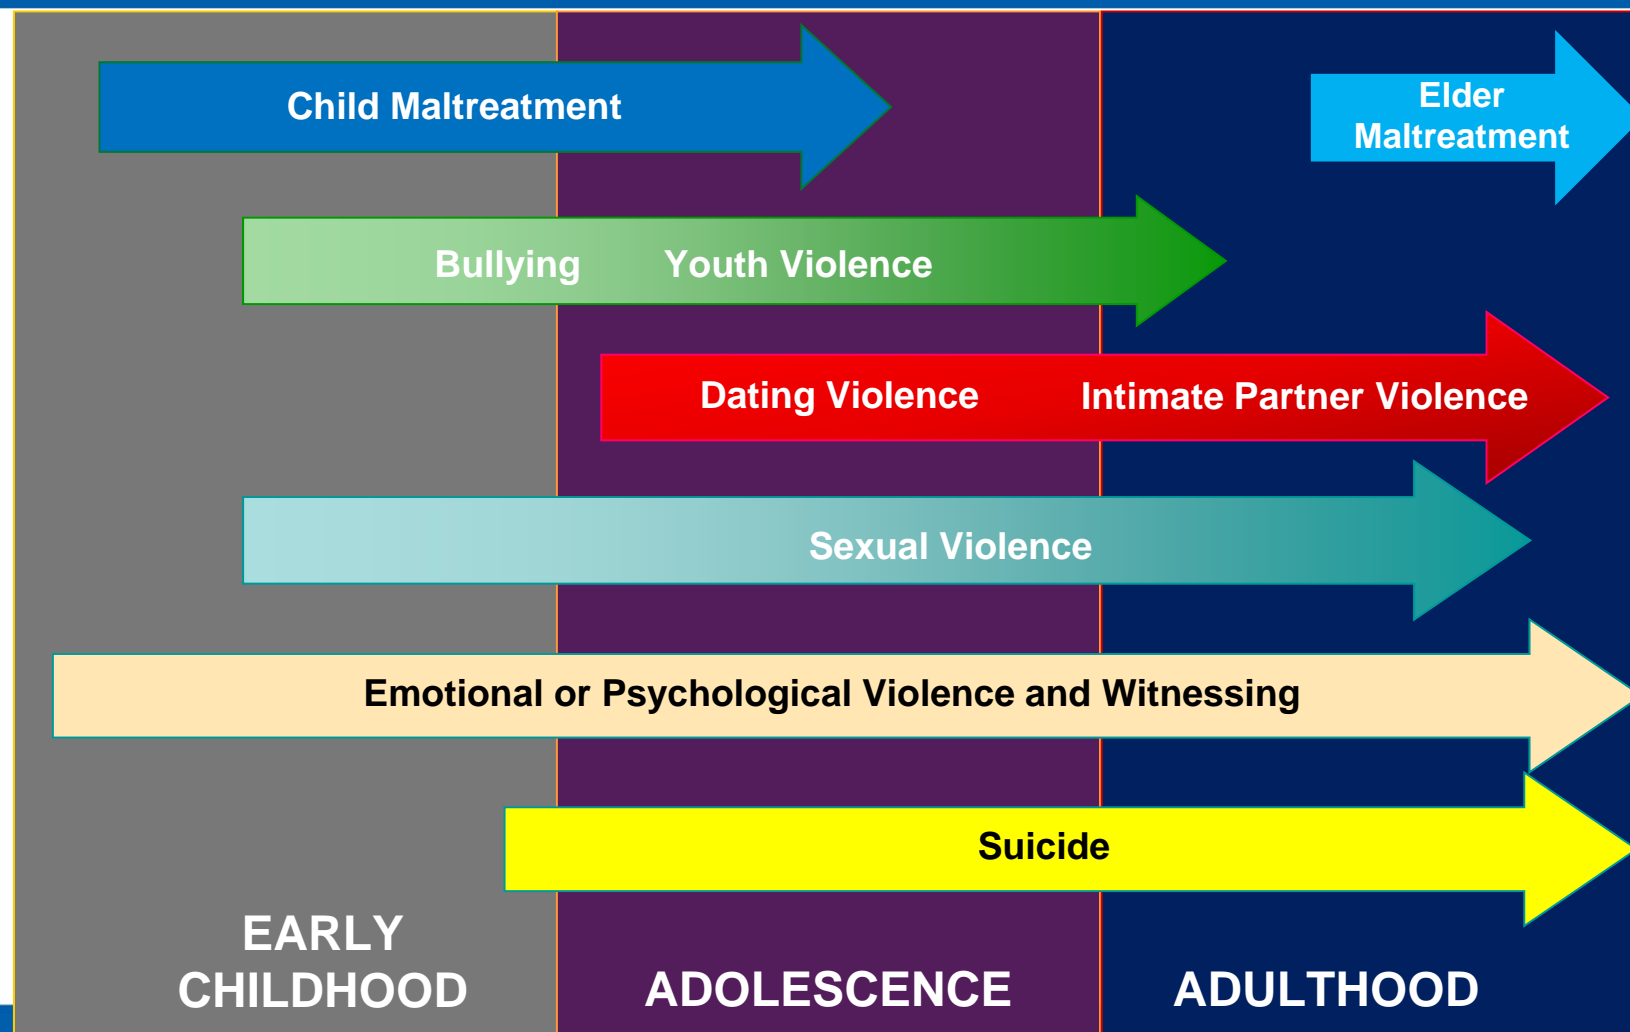 Child Maltreatment
Elder
Maltreatment
Bullying Youth Violence
Dating Violence Intimate Partner Violence
Sexual Violence
Emotional or Psychological Violence and Witnessing
Suicide
EARLY
CHILDHOOD
ADOLESCENCE
ADULTHOOD